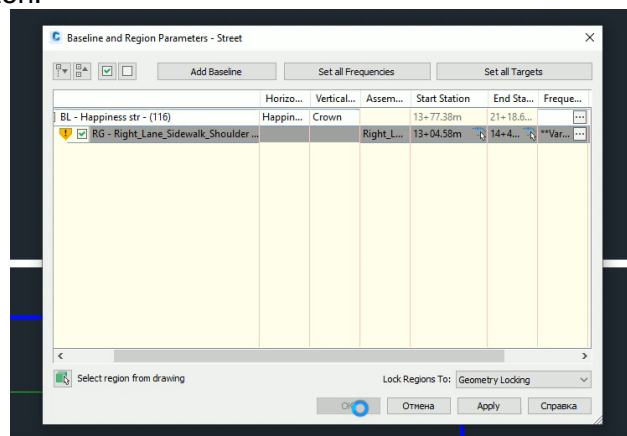 Baseline and Region Parameters - Street
Add Baseline Set all Frequencies Set all Targets
Horizo... Vertical... Assem... Start Station End Sta... Freque...
BL - Happiness str - (116) Happin... Crown 13+77.38m 21+18.6... ...
RG - Right_Lane_Sidewalk_Shoulder ... Right_L... 13+04.58m 14+4... **Var... ...
Select region from drawing Lock Regions To: Geometry Locking
OK Отмена Apply Справка